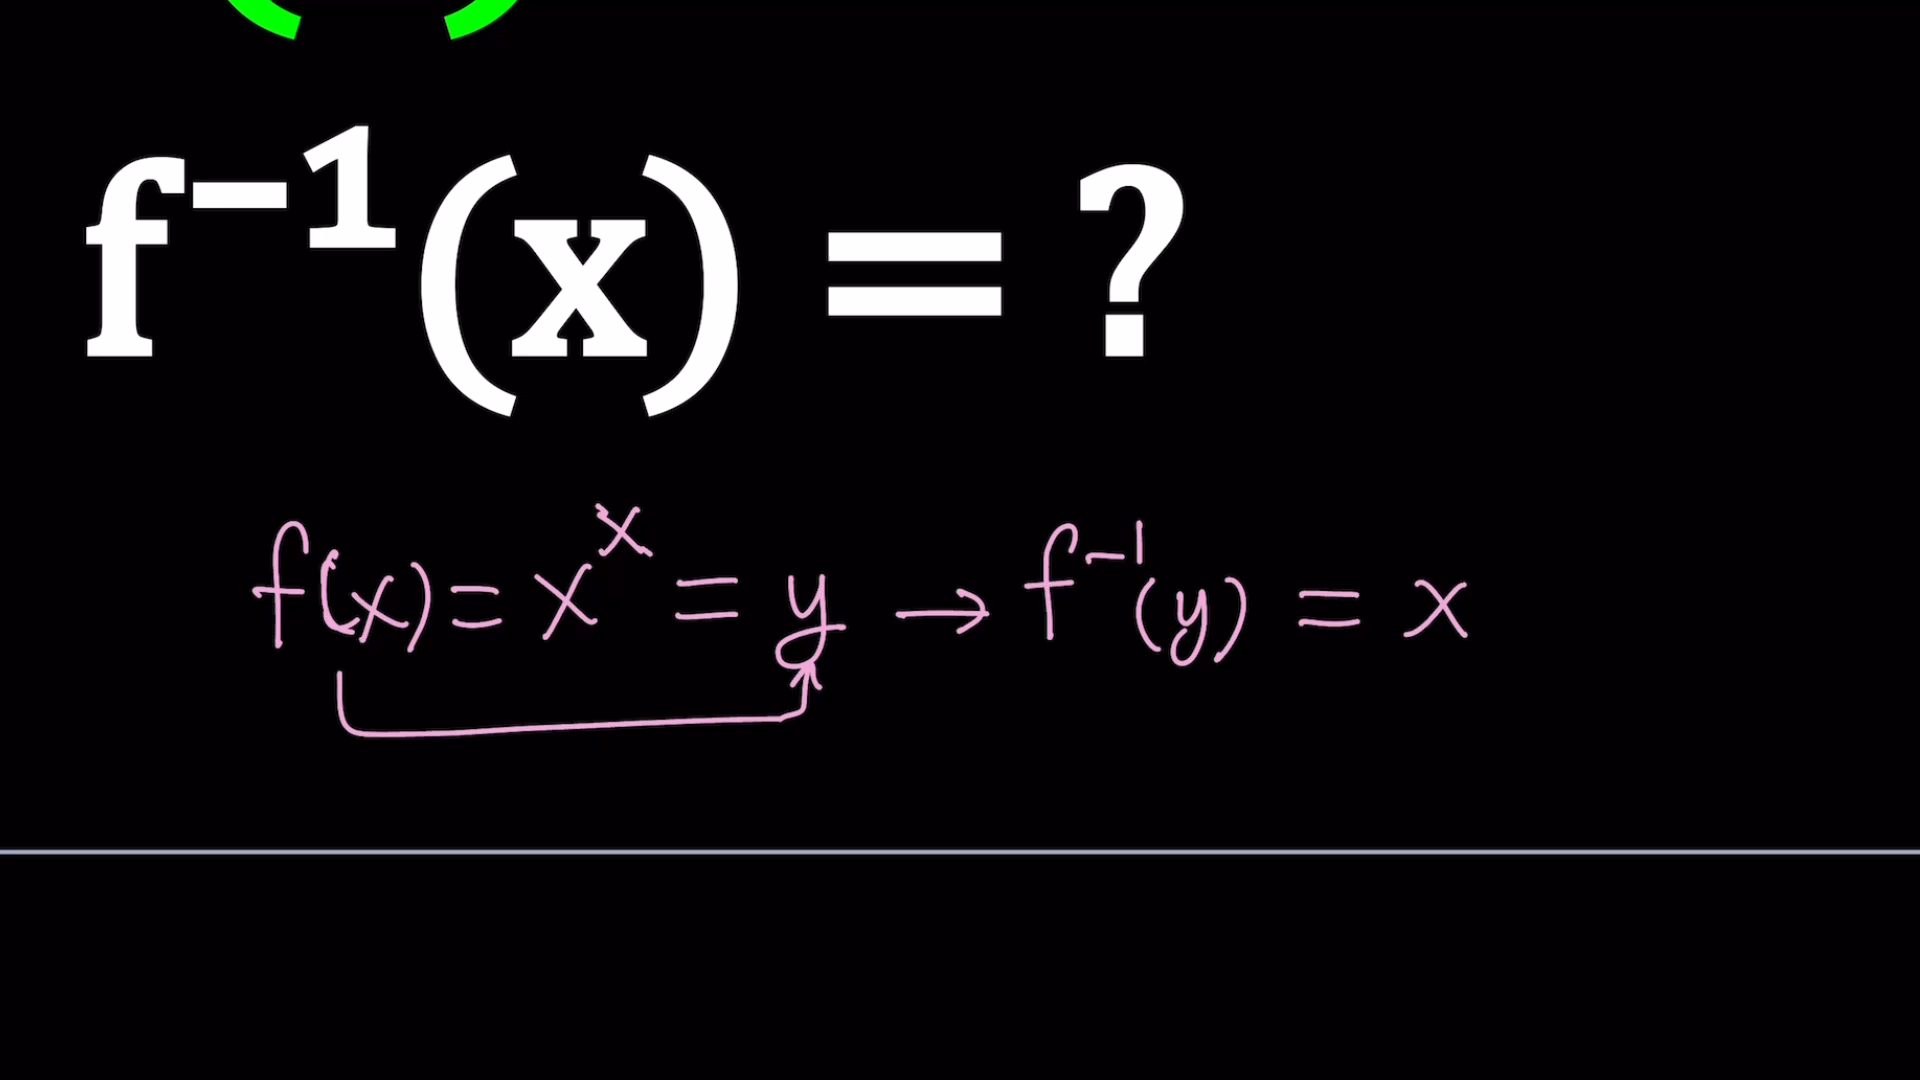 f⁻¹(x) = ?
f(x) = xˣ = y → f⁻¹(y) = x